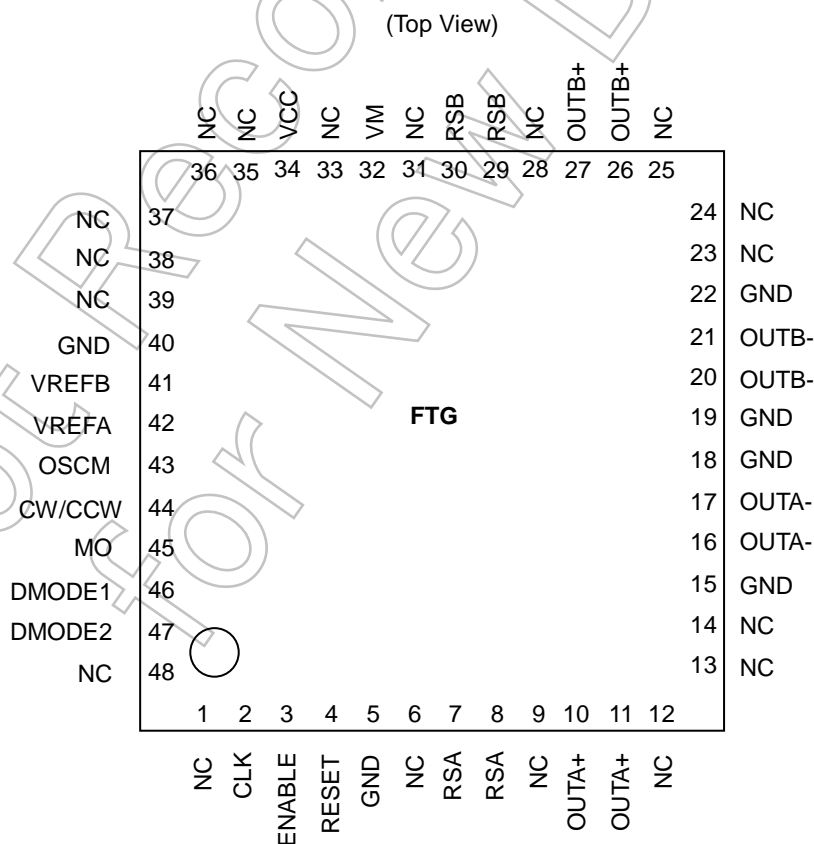 (Top View)
NC NC VCC NC VM NC RSB RSB NC OUTB+ OUTB+ NC
36 35 34 33 32 31 30 29 28 27 26 25
NC 37
NC 38
NC 39
GND 40
VREFB 41
VREFA 42
OSCM 43
CW/CCW 44
MO 45
DMODE1 46
DMODE2 47
NC 48
FTG
24 NC
23 NC
22 GND
21 OUTB-
20 OUTB-
19 GND
18 GND
17 OUTA-
16 OUTA-
15 GND
14 NC
13 NC
1 2 3 4 5 6 7 8 9 10 11 12
NC CLK ENABLE RESET GND NC RSA RSA NC OUTA+ OUTA+ NC
for New D